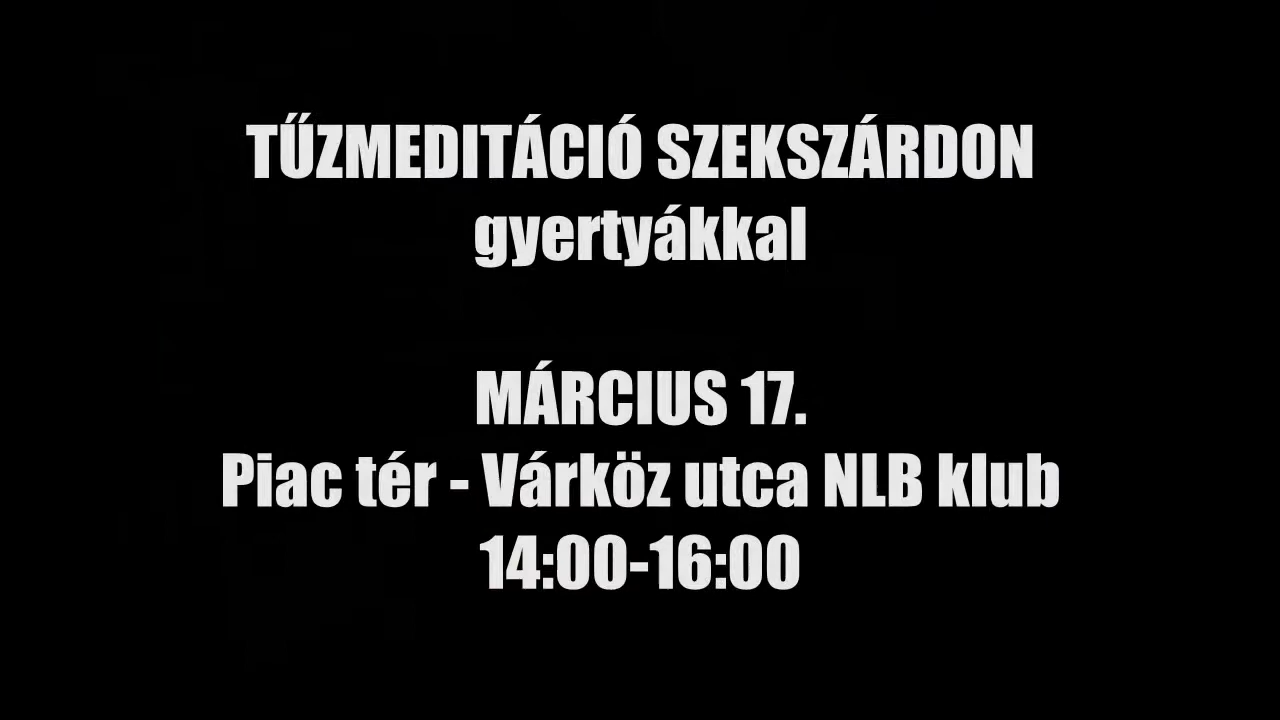 TŰZMEDITÁCIÓ SZEKSZÁRDON
gyertyákkal
MÁRCIUS 17.
Piac tér - Várköz utca NLB klub
14:00-16:00